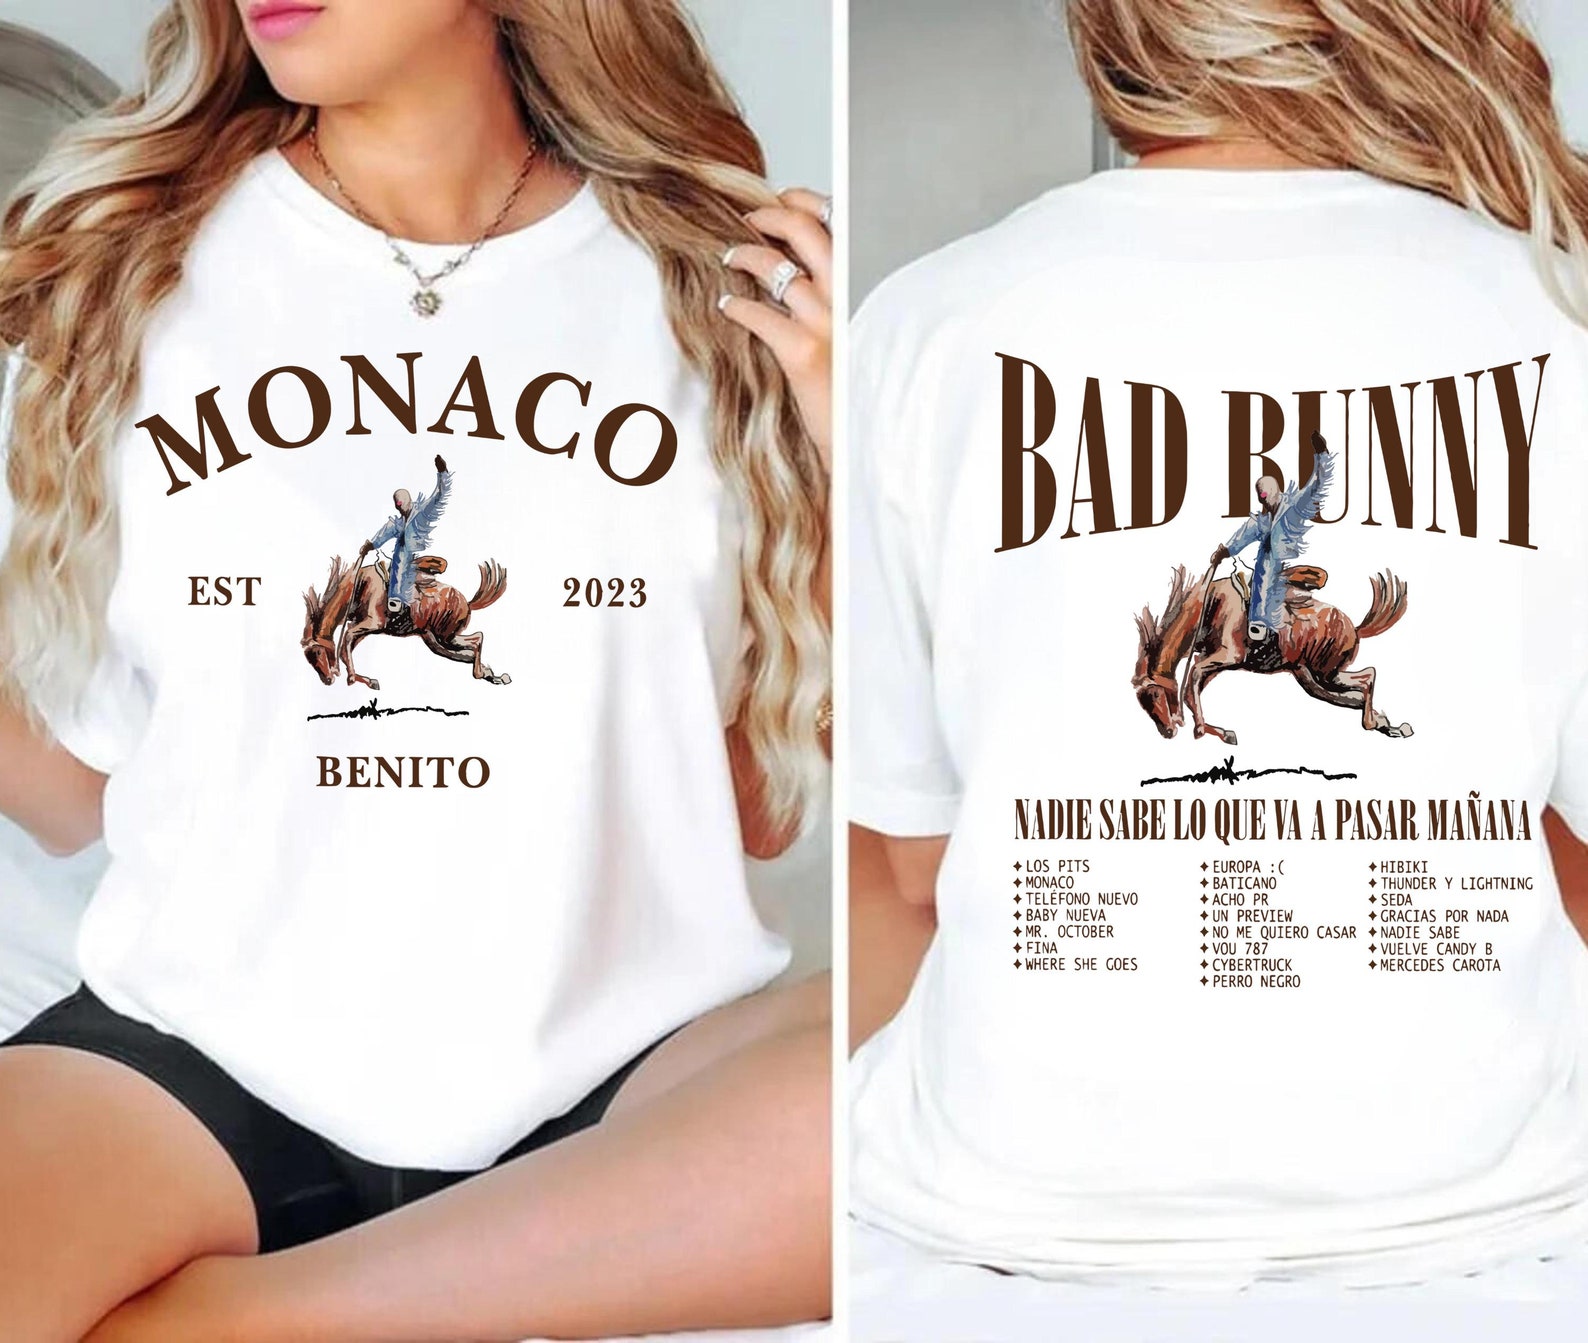 MONACO
EST 2023
BENITO
BAD BUNNY
NADIE SABE LO QUE VA A PASAR MAÑANA
LOS PITS
MONACO
TELÉFONO NUEVO
BABY NUEVA
MR. OCTOBER
FINA
WHERE SHE GOES
EUROPA :(
BATICANO
ACHO PR
UN PREVIEW
NO ME QUIERO CASAR
VOU 787
CYBERTRUCK
PERRO NEGRO
HIBIKI
THUNDER Y LIGHTNING
SEDA
GRACIAS POR NADA
NADIE SABE
VUELVE CANDY B
MERCEDES CAROTA